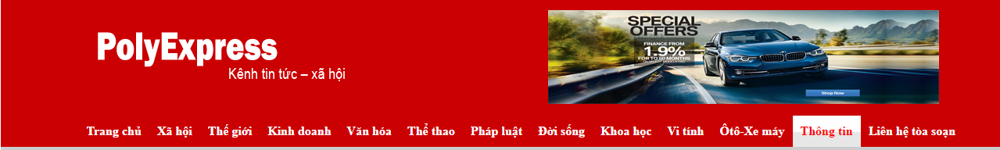 PolyExpress
Kênh tin tức – xã hội
SPECIAL
OFFERS
FINANCE FROM
1.9%
FOR TO 60 MONTHS
Shop Now
Trang chủ Xã hội Thế giới Kinh doanh Văn hóa Thể thao Pháp luật Đời sống Khoa học Vi tính Ôtô-Xe máy Thông tin Liên hệ tòa soạn